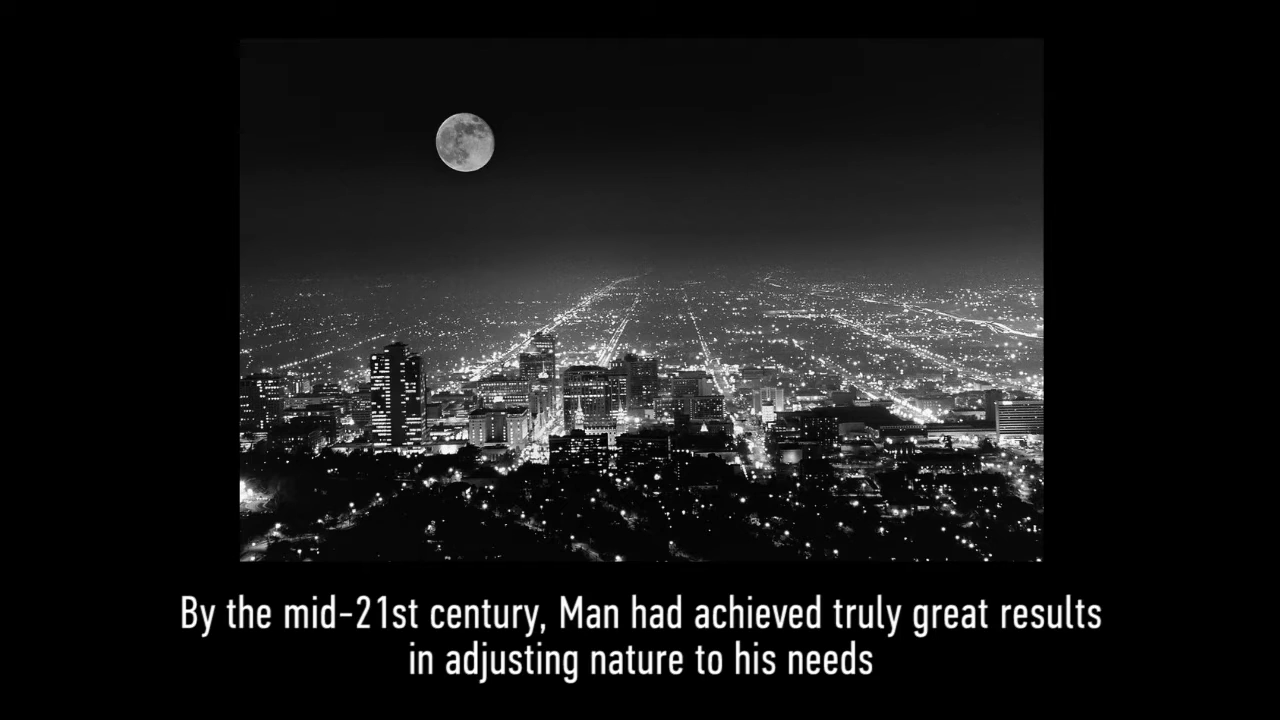 By the mid-21st century, Man had achieved truly great results
in adjusting nature to his needs